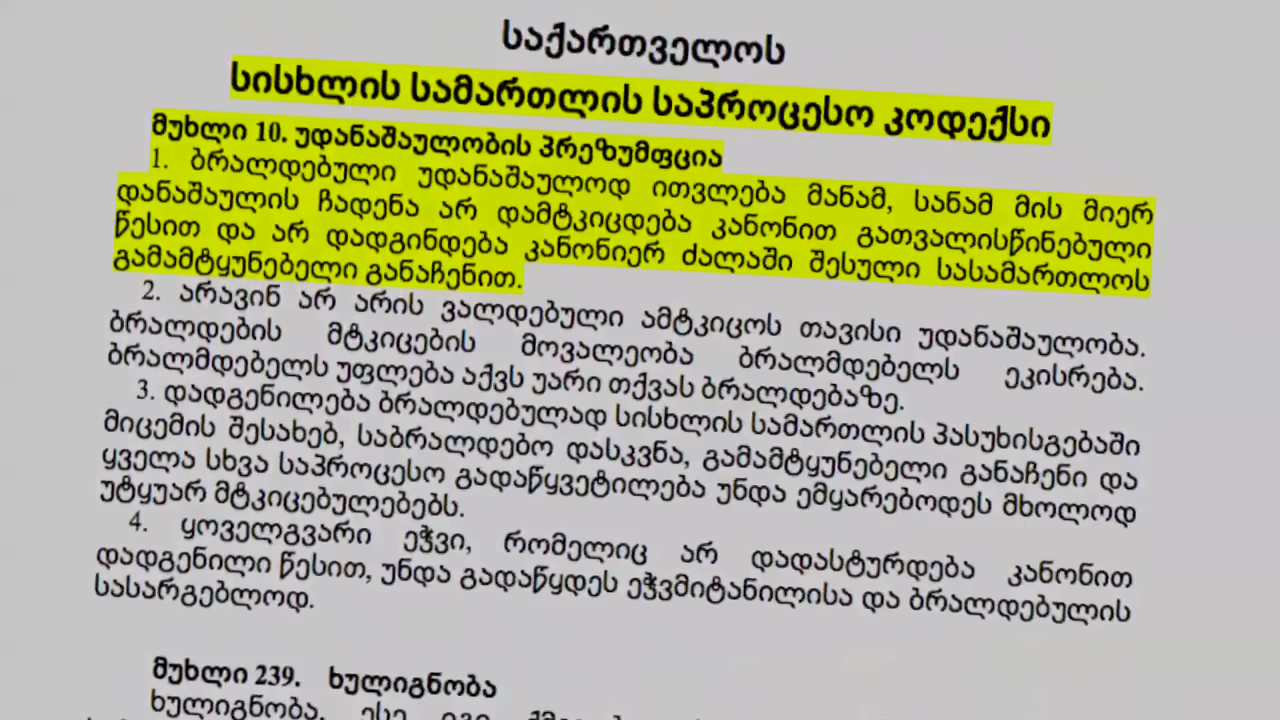 საქართველოს
სისხლის სამართლის საპროცესო კოდექსი
მუხლი 10. უდანაშაულობის პრეზუმფცია
1. ბრალდებული უდანაშაულოდ ითვლება მანამ, სანამ მის მიერ
დანაშაულის ჩადენა არ დამტკიცდება კანონით გათვალისწინებული
წესით და არ დადგინდება კანონიერ ძალაში შესული სასამართლოს
გამამტყუნებელი განაჩენით.
2. არავინ არ არის ვალდებული ამტკიცოს თავისი უდანაშაულობა.
ბრალდების მტკიცების მოვალეობა ბრალმდებელს ეკისრება.
ბრალმდებელს უფლება აქვს უარი თქვას ბრალდებაზე.
3. დადგენილება ბრალდებულად სისხლის სამართლის პასუხისგებაში
მიცემის შესახებ, საბრალდებო დასკვნა, გამამტყუნებელი განაჩენი და
ყველა სხვა საპროცესო გადაწყვეტილება უნდა ემყარებოდეს მხოლოდ
უტყუარ მტკიცებულებებს.
4. ყოველგვარი ეჭვი, რომელიც არ დადასტურდება კანონით
დადგენილი წესით, უნდა გადაწყდეს ეჭვმიტანილისა და ბრალდებულის
სასარგებლოდ.
მუხლი 239. ხულიგნობა
ხულიგნობა, ესე იგი